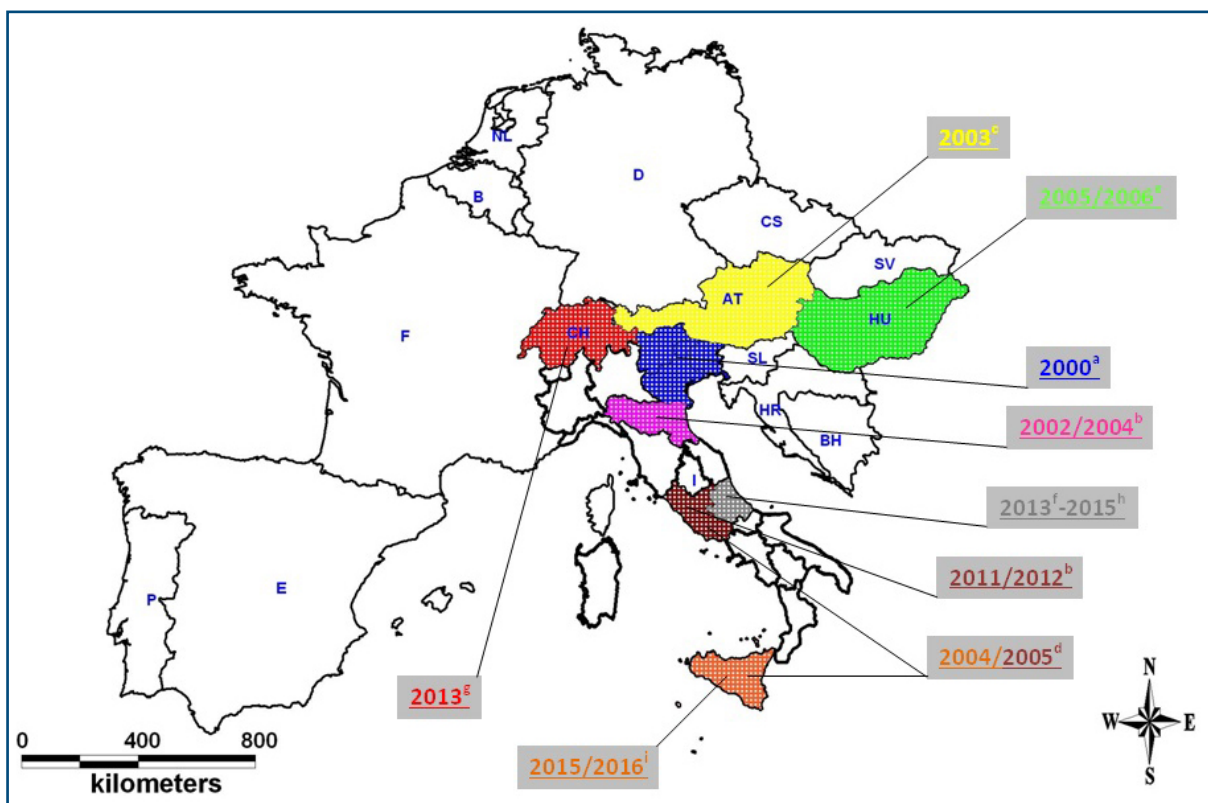 NL
2003ᶜ
D
B
2005/2006ᵉ
CS
SV
AT
HU
CH
F
SL
2000ᵃ
HR
2002/2004ᵇ
BH
I
2013ᶠ-2015ʰ
2011/2012ᵇ
E
P
2004/2005ᵈ
2013ᵍ
N
W E
S
0 400 800
kilometers
2015/2016ⁱ